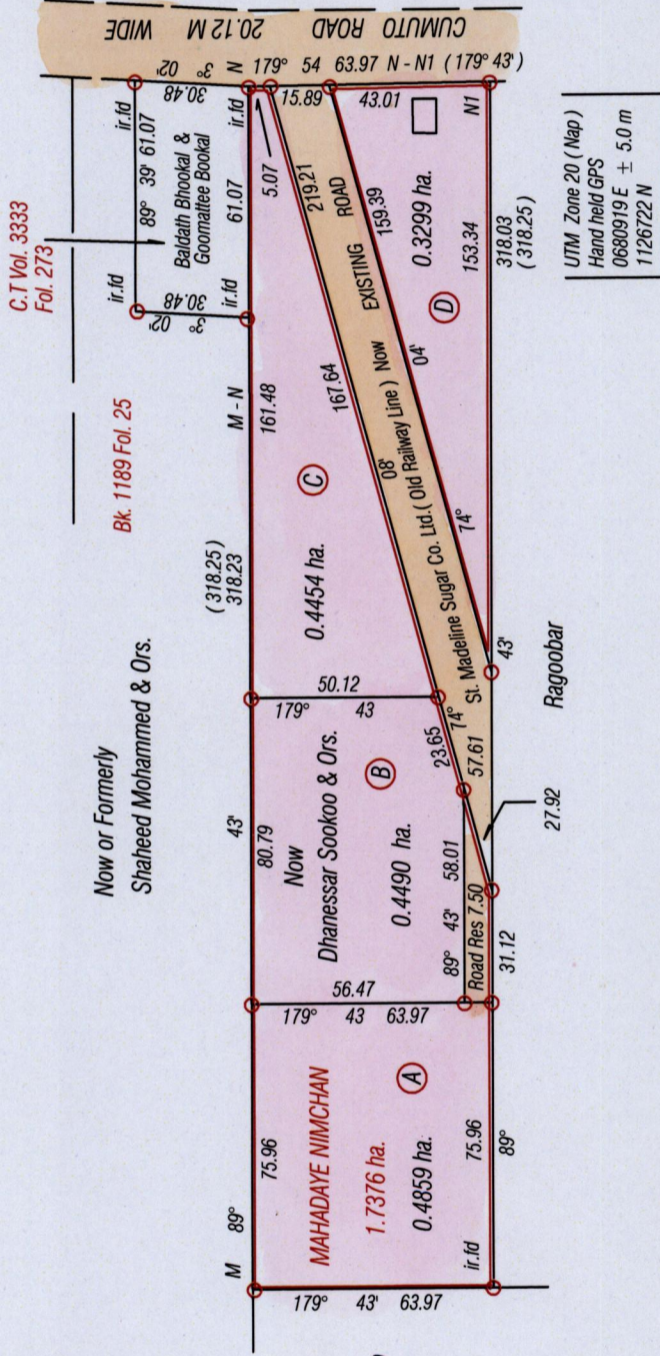 C.T Vol. 3333
Fol. 273
Bk. 1189 Fol. 25
Now or Formerly
Shaheed Mohammed & Ors.
CUMUTO ROAD 20.12 M WIDE
N 179° 54 63.97 N - N1 ( 179° 43' )
3° 02'
30.48
ir.fd
89° 39' 61.07
Baldath Bhookal &
Goomattee Bookal
ir.fd
ir.fd
30.48
3° 02'
ir.fd
61.07
5.07
15.89
43.01
N1
M 89°
43'
( 318.25 )
318.23
M - N
75.96
80.79
161.48
179° 43' 63.97
MAHADAYE NIMCHAN
1.7376 ha.
0.4859 ha.
A
ir.fd
75.96
89°
56.47
179° 43 63.97
Now
Dhanessar Sookoo & Ors.
B
0.4490 ha.
58.01
89° 43'
Road Res 7.50
31.12
50.12
179° 43
C
0.4454 ha.
23.65
167.64
219.21
74°
08'
57.61
St. Madeline Sugar Co. Ltd.( Old Railway Line ) Now EXISTING ROAD
74°
04'
159.39
D
0.3299 ha.
153.34
318.03
( 318.25 )
43'
27.92
Ragoobar
UTM Zone 20 ( Nap )
Hand held GPS
0680919 E ± 5.0 m
1126722 N